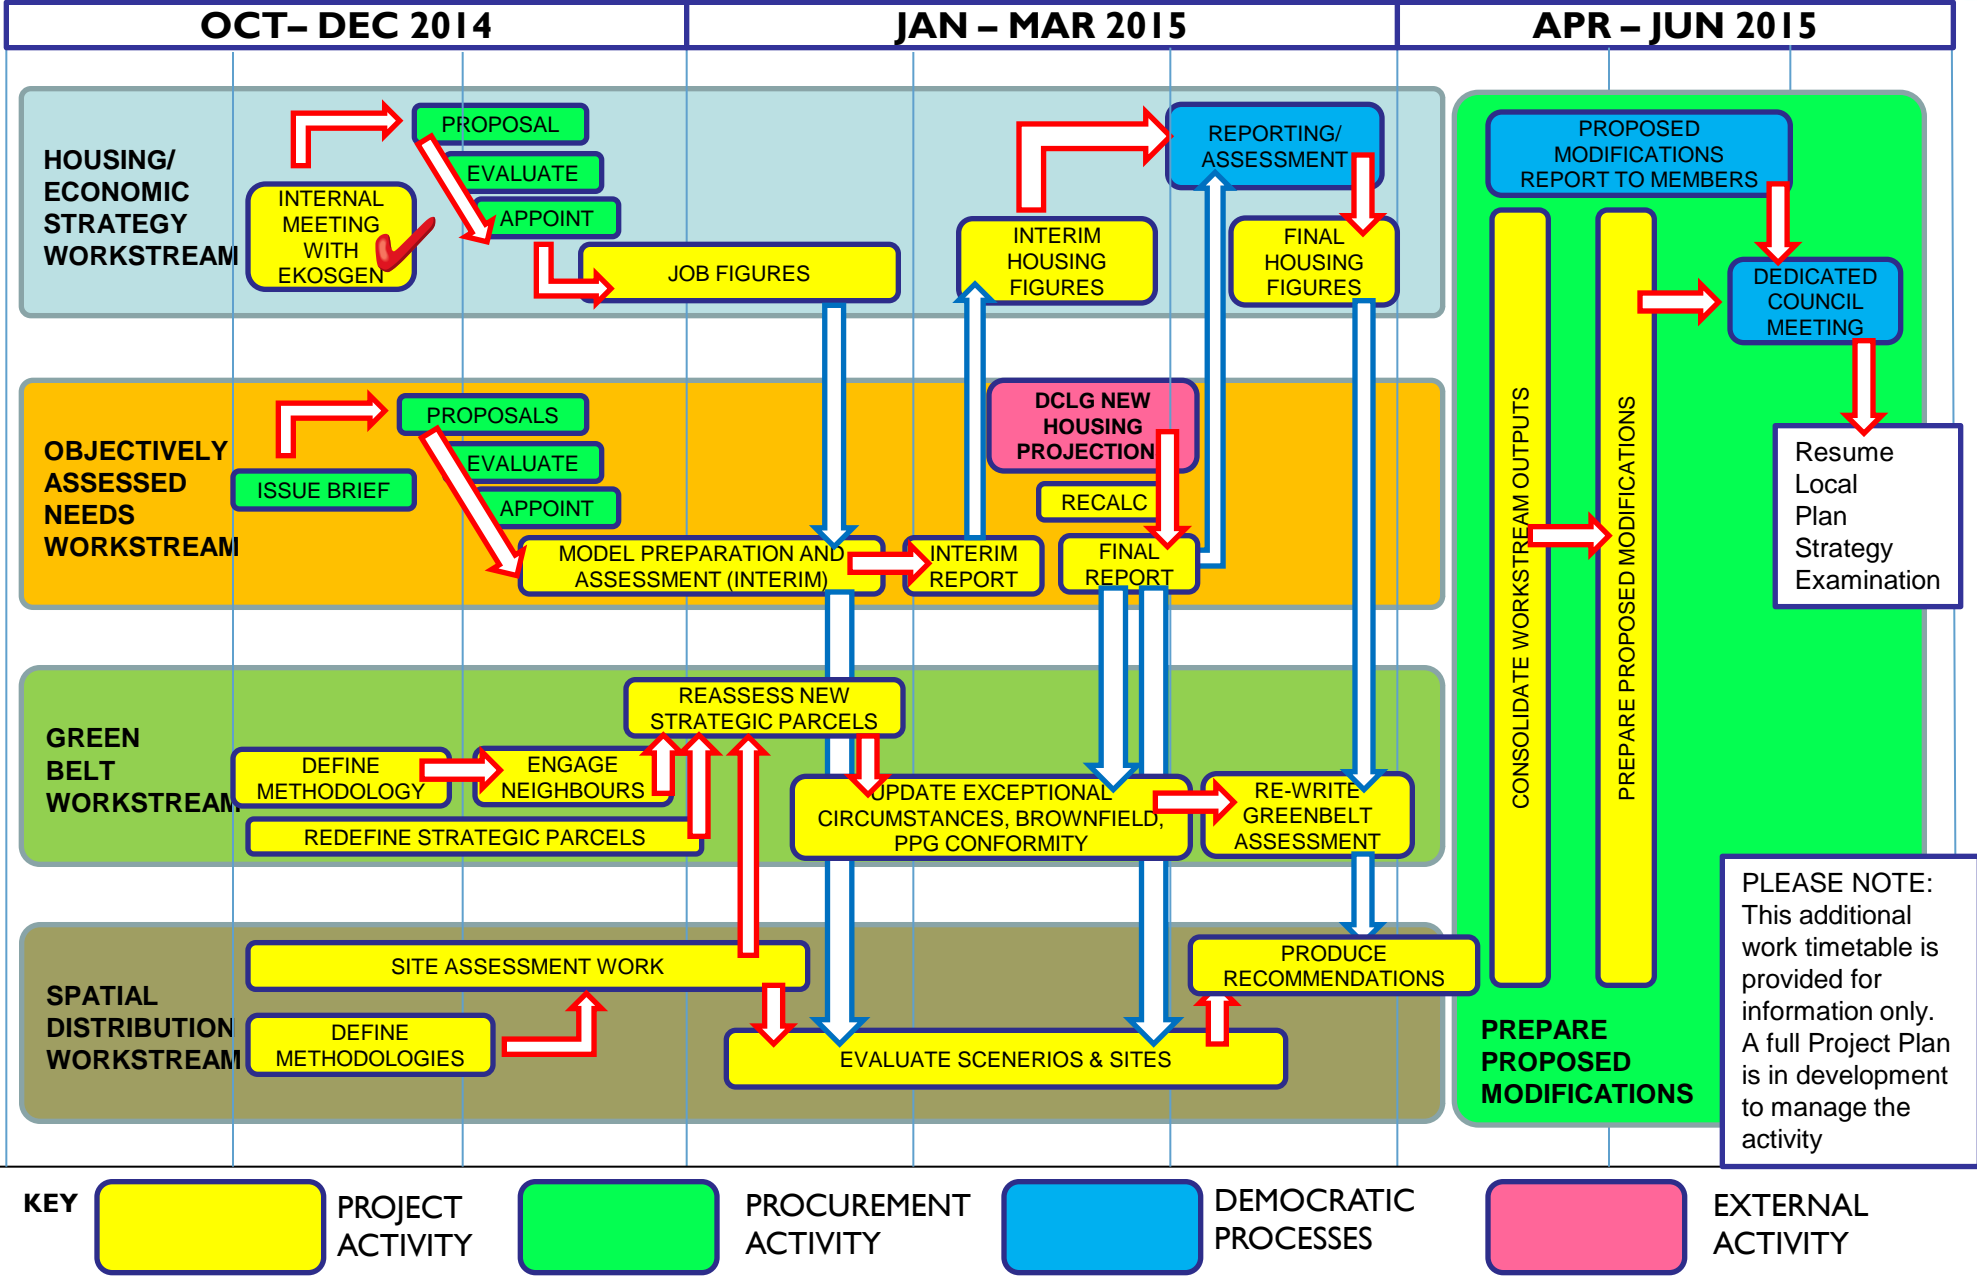 OCT– DEC 2014
JAN – MAR 2015
APR – JUN 2015
HOUSING/
ECONOMIC
STRATEGY
WORKSTREAM
INTERNAL
MEETING
WITH
EKOSGEN
PROPOSAL
EVALUATE
APPOINT
JOB FIGURES
INTERIM
HOUSING
FIGURES
REPORTING/
ASSESSMENT
FINAL
HOUSING
FIGURES
OBJECTIVELY
ASSESSED
NEEDS
WORKSTREAM
ISSUE BRIEF
PROPOSALS
EVALUATE
APPOINT
MODEL PREPARATION AND
ASSESSMENT (INTERIM)
INTERIM
REPORT
DCLG NEW
HOUSING
PROJECTION
RECALC
FINAL
REPORT
GREEN
BELT
WORKSTREAM
DEFINE
METHODOLOGY
ENGAGE
NEIGHBOURS
REDEFINE STRATEGIC PARCELS
REASSESS NEW
STRATEGIC PARCELS
UPDATE EXCEPTIONAL
CIRCUMSTANCES, BROWNFIELD,
PPG CONFORMITY
RE-WRITE
GREENBELT
ASSESSMENT
SPATIAL
DISTRIBUTION
WORKSTREAM
SITE ASSESSMENT WORK
DEFINE
METHODOLOGIES
EVALUATE SCENERIOS & SITES
PRODUCE
RECOMMENDATIONS
PROPOSED
MODIFICATIONS
REPORT TO MEMBERS
DEDICATED
COUNCIL
MEETING
CONSOLIDATE WORKSTREAM OUTPUTS
PREPARE PROPOSED MODIFICATIONS
Resume
Local
Plan
Strategy
Examination
PREPARE
PROPOSED
MODIFICATIONS
PLEASE NOTE:
This additional
work timetable is
provided for
information only.
A full Project Plan
is in development
to manage the
activity
KEY
PROJECT
ACTIVITY
PROCUREMENT
ACTIVITY
DEMOCRATIC
PROCESSES
EXTERNAL
ACTIVITY